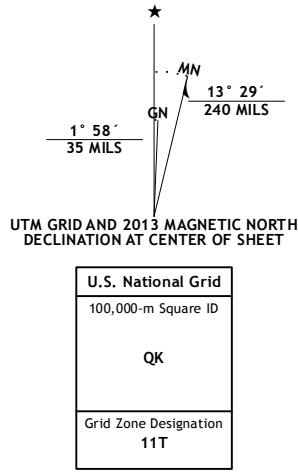 MN
GN
13° 29´
240 MILS
1° 58´
35 MILS
UTM GRID AND 2013 MAGNETIC NORTH
DECLINATION AT CENTER OF SHEET
U.S. National Grid
100,000-m Square ID
QK
Grid Zone Designation
11T